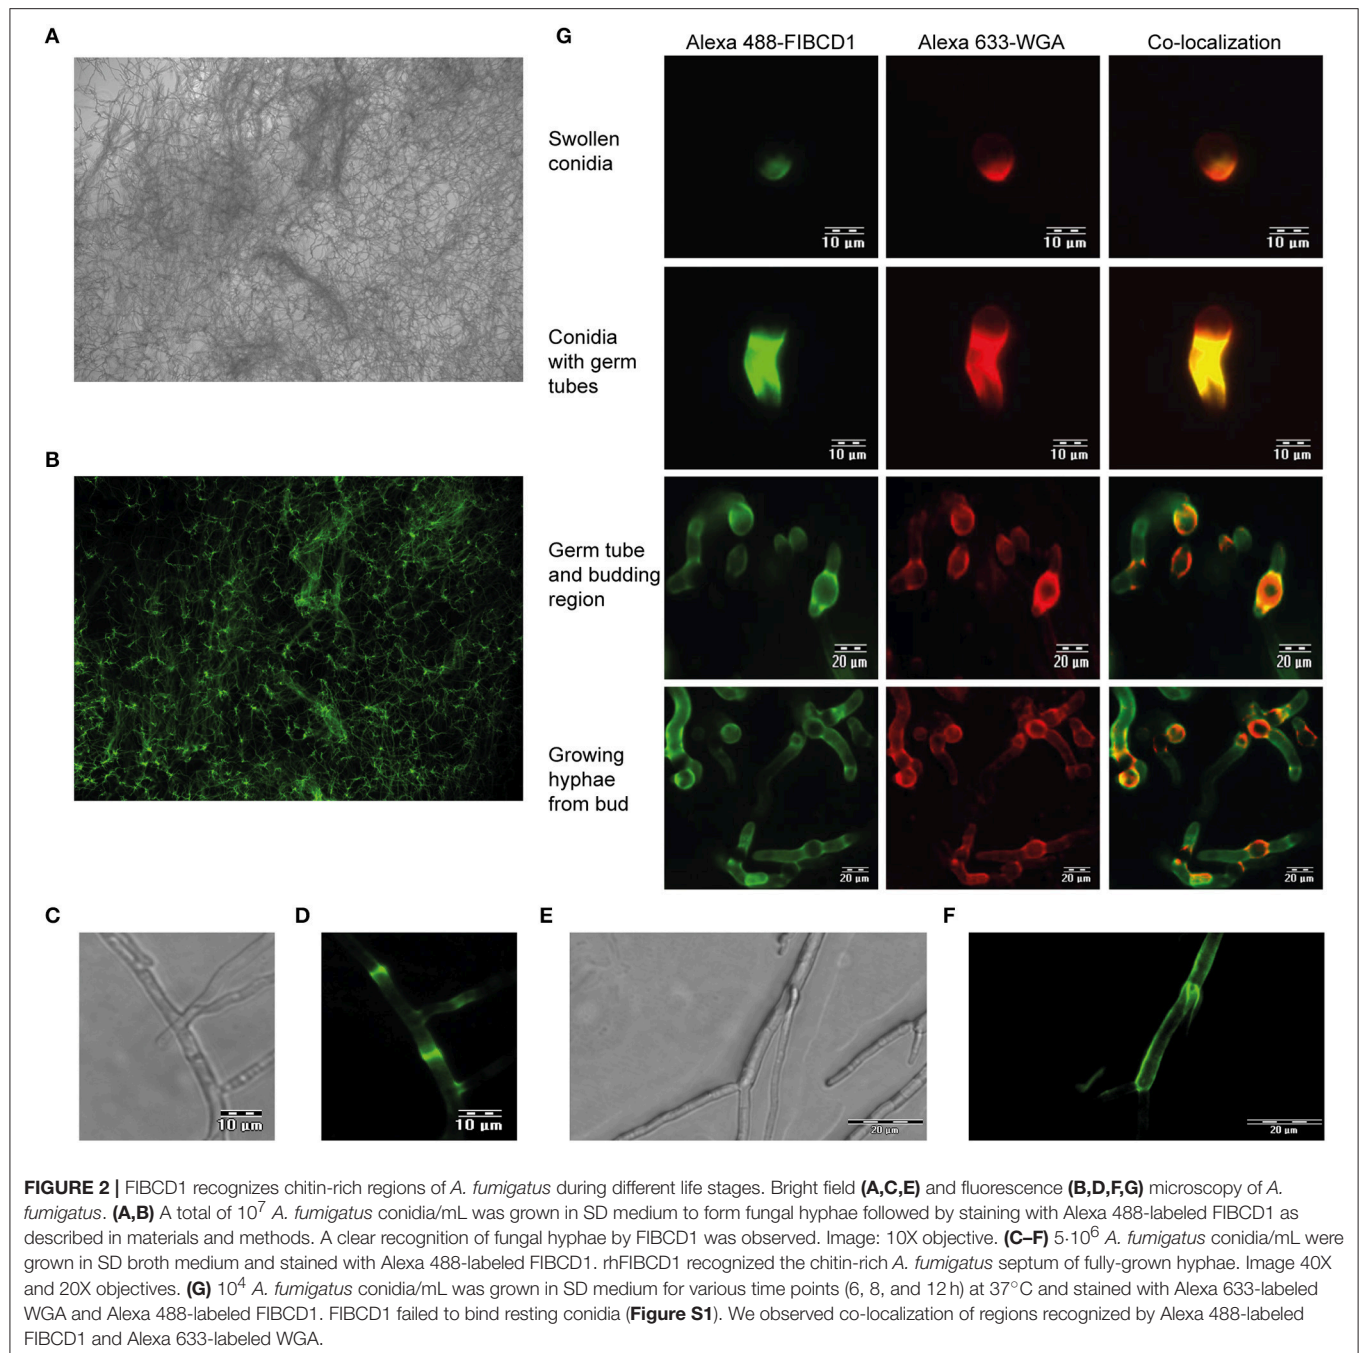 A
G
Alexa 488-FIBCD1
Alexa 633-WGA
Co-localization
Swollen
conidia
10 µm
10 µm
10 µm
Conidia
with germ
tubes
10 µm
10 µm
10 µm
B
Germ tube
and budding
region
20 µm
20 µm
20 µm
Growing
hyphae
from bud
20 µm
20 µm
20 µm
C
D
E
F
10 µm
10 µm
20 µm
20 µm
FIGURE 2 | FIBCD1 recognizes chitin-rich regions of A. fumigatus during different life stages. Bright field (A,C,E) and fluorescence (B,D,F,G) microscopy of A.
fumigatus. (A,B) A total of 10⁷ A. fumigatus conidia/mL was grown in SD medium to form fungal hyphae followed by staining with Alexa 488-labeled FIBCD1 as
described in materials and methods. A clear recognition of fungal hyphae by FIBCD1 was observed. Image: 10X objective. (C–F) 5·10⁶ A. fumigatus conidia/mL were
grown in SD broth medium and stained with Alexa 488-labeled FIBCD1. rhFIBCD1 recognized the chitin-rich A. fumigatus septum of fully-grown hyphae. Image 40X
and 20X objectives. (G) 10⁴ A. fumigatus conidia/mL was grown in SD medium for various time points (6, 8, and 12 h) at 37°C and stained with Alexa 633-labeled
WGA and Alexa 488-labeled FIBCD1. FIBCD1 failed to bind resting conidia (Figure S1). We observed co-localization of regions recognized by Alexa 488-labeled
FIBCD1 and Alexa 633-labeled WGA.